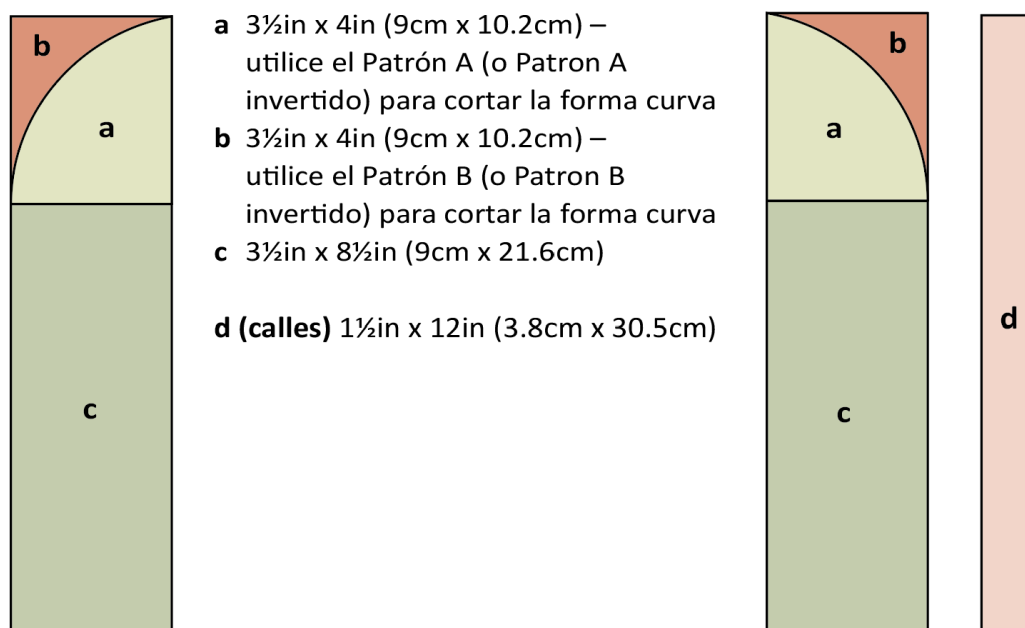 b
a
c
a 3½in x 4in (9cm x 10.2cm) –
utilice el Patrón A (o Patron A
invertido) para cortar la forma curva
b 3½in x 4in (9cm x 10.2cm) –
utilice el Patrón B (o Patron B
invertido) para cortar la forma curva
c 3½in x 8½in (9cm x 21.6cm)
d (calles) 1½in x 12in (3.8cm x 30.5cm)
b
a
c
d